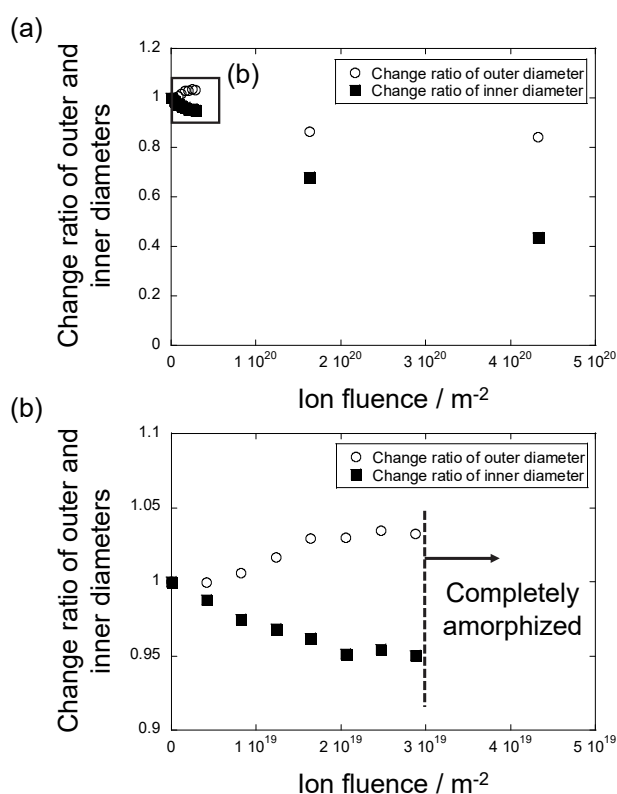 (a)
1.2
1
0.8
0.6
0.4
0.2
0
(b)
Change ratio of outer diameter
Change ratio of inner diameter
Change ratio of outer and
inner diameters
0
1 10^20
2 10^20
3 10^20
4 10^20
5 10^20
Ion fluence / m^-2
(b)
1.1
1.05
1
0.95
0.9
Change ratio of outer diameter
Change ratio of inner diameter
Completely
amorphized
Change ratio of outer and
inner diameters
0
1 10^19
2 10^19
3 10^19
4 10^19
5 10^19
Ion fluence / m^-2